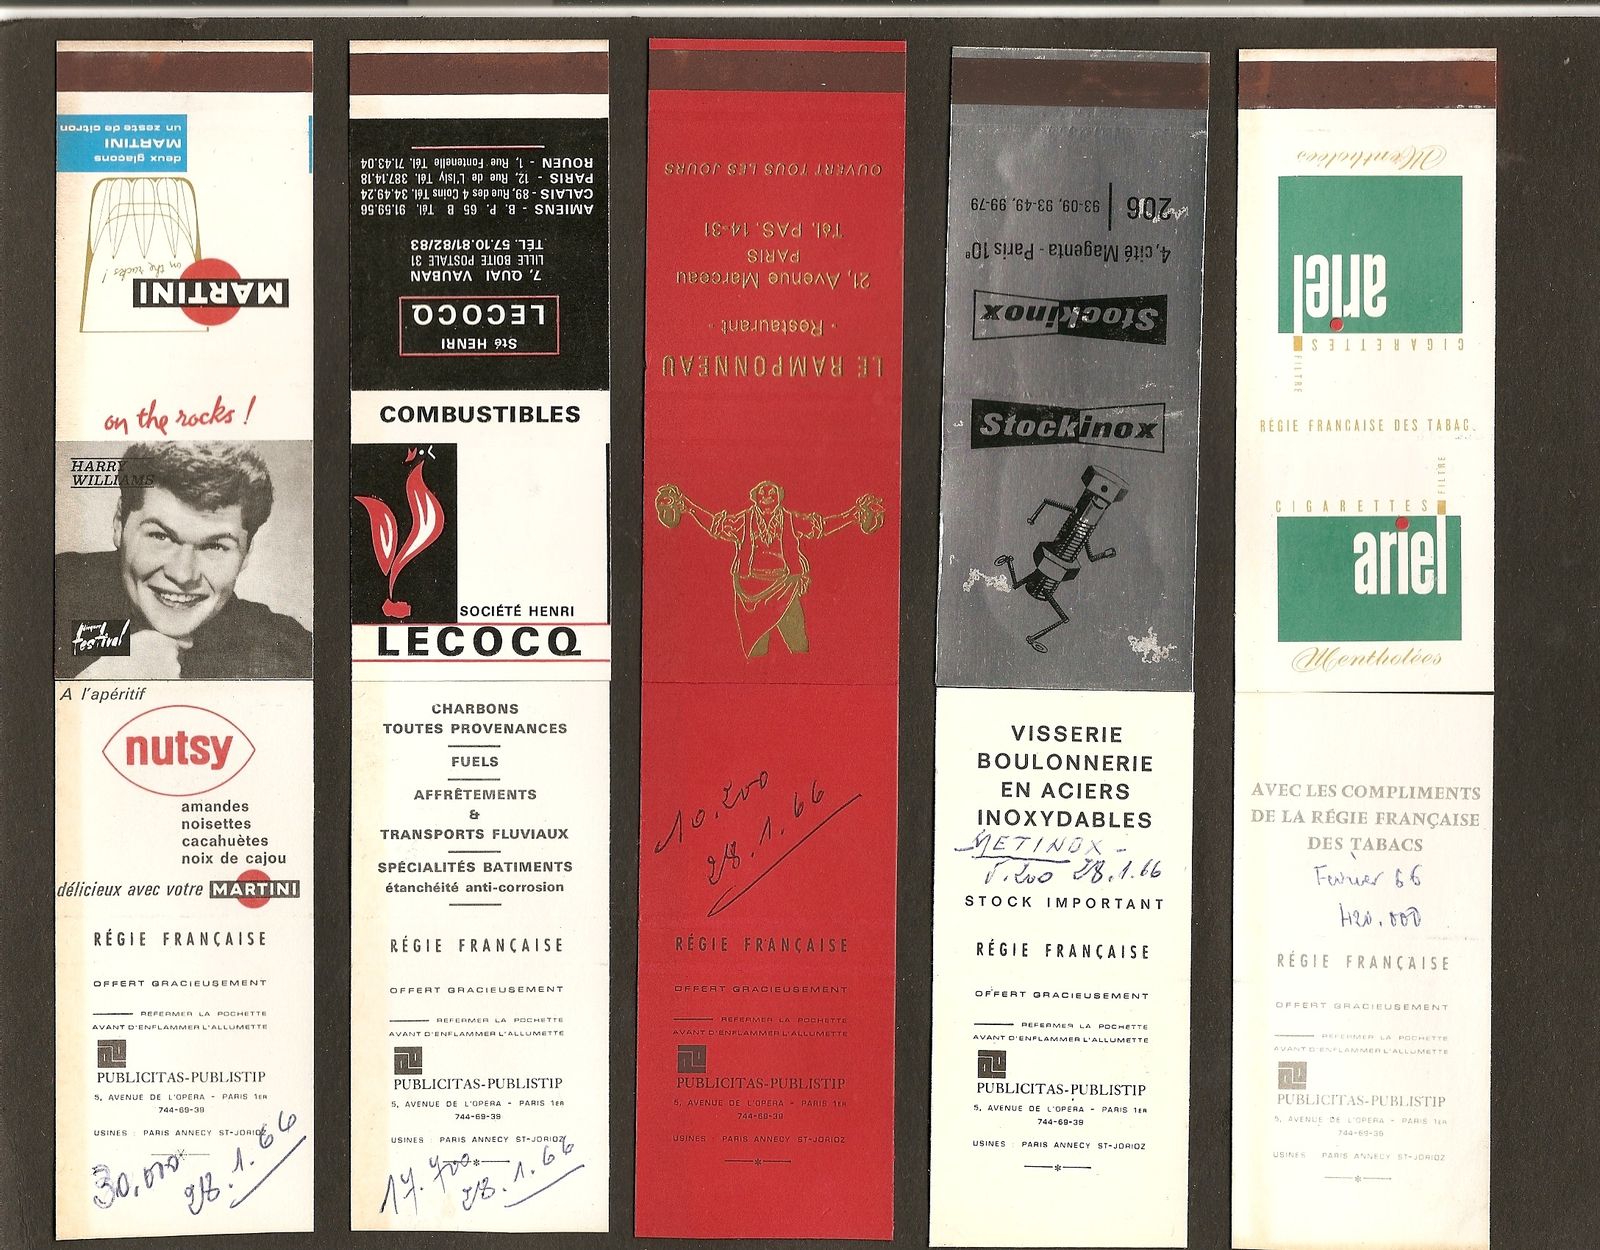 deux glaçons
MARTINI
un zeste de citron
on the rocks!
MARTINI
on the rocks!
HARRY
WILLIAMS
festival
A l'apéritif
nutsy
amandes
noisettes
cacahuètes
noix de cajou
délicieux avec votre MARTINI
RÉGIE FRANÇAISE
OFFERT GRACIEUSEMENT
REFERMER LA POCHETTE
AVANT D'ENFLAMMER L'ALLUMETTE
PUBLICITAS-PUBLISTIP
5, AVENUE DE L'OPERA - PARIS 1ER
744-69-39
USINES : PARIS ANNECY ST-JORIOZ
30.000
28.1.66
Sté HENRI
LECOCQ
7, QUAI VAUBAN
LILLE BOITE POSTALE 31
TÉL. 57.10.81/82/83
AMIENS - B. P. 65 B Tél. 91.59.56
CALAIS - 89, Rue des 4 Coins Tél. 34.49.24
PARIS - 12, Rue de L'Isly Tél. 387.14.18
ROUEN - 1, Rue Fontenelle Tél. 71.43.04
COMBUSTIBLES
SOCIÉTÉ HENRI
LECOCQ
CHARBONS
TOUTES PROVENANCES
FUELS
AFFRÊTEMENTS
&
TRANSPORTS FLUVIAUX
SPÉCIALITÉS BATIMENTS
étanchéité anti-corrosion
RÉGIE FRANÇAISE
OFFERT GRACIEUSEMENT
REFERMER LA POCHETTE
AVANT D'ENFLAMMER L'ALLUMETTE
PUBLICITAS-PUBLISTIP
5, AVENUE DE L'OPERA - PARIS 1ER
744-69-39
USINES : PARIS ANNECY ST-JORIOZ
17.700
28.1.66
LE RAMPONNEAU
- Restaurant -
21, Avenue Marceau
PARIS
Tél. PAS. 14-31
OUVERT TOUS LES JOURS
10.200
28.1.66
RÉGIE FRANÇAISE
OFFERT GRACIEUSEMENT
REFERMER LA POCHETTE
AVANT D'ENFLAMMER L'ALLUMETTE
PUBLICITAS-PUBLISTIP
5, AVENUE DE L'OPERA - PARIS 1ER
744-69-39
USINES : PARIS ANNECY ST-JORIOZ
Stockinox
4, cité Magenta - Paris 10e
206 | 93-09, 93-49, 99-79
Stockinox
VISSERIE
BOULONNERIE
EN ACIERS
INOXYDABLES
METINOX -
28.1.66
STOCK IMPORTANT
RÉGIE FRANÇAISE
OFFERT GRACIEUSEMENT
REFERMER LA POCHETTE
AVANT D'ENFLAMMER L'ALLUMETTE
PUBLICITAS-PUBLISTIP
5, AVENUE DE L'OPERA - PARIS 1ER
744-69-39
USINES : PARIS ANNECY ST-JORIOZ
Mentholées
ariel
CIGARETTES
FILTRE
RÉGIE FRANCAISE DES TABAC
FILTRE
CIGARETTES
ariel
Mentholées
AVEC LES COMPLIMENTS
DE LA RÉGIE FRANÇAISE
DES TABACS
Février 66
420.000
RÉGIE FRANÇAISE
OFFERT GRACIEUSEMENT
REFERMER LA POCHETTE
AVANT D'ENFLAMMER L'ALLUMETTE
PUBLICITAS-PUBLISTIP
5, AVENUE DE L'OPERA - PARIS 1ER
744-69-39
USINES : PARIS ANNECY ST-JORIOZ